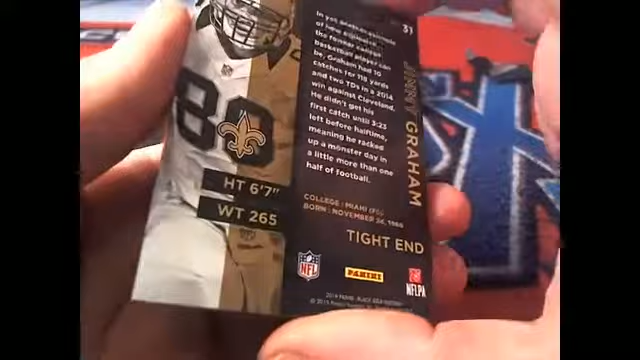 31
JIMMY GRAHAM
In yet another example
of how explosive
the former college
basketball player can
be, Graham had 10
catches for 118 yards
and two TDs in a 2014
win against Cleveland.
He didn't get his
first catch until 3:23
left before halftime,
meaning he racked
up a monster day in
a little more than one
half of football.
80
HT 6'7"
WT 265
COLLEGE: MIAMI (FL)
BORN: NOVEMBER 24, 1986
TIGHT END
NFL
PANINI
NFLPA